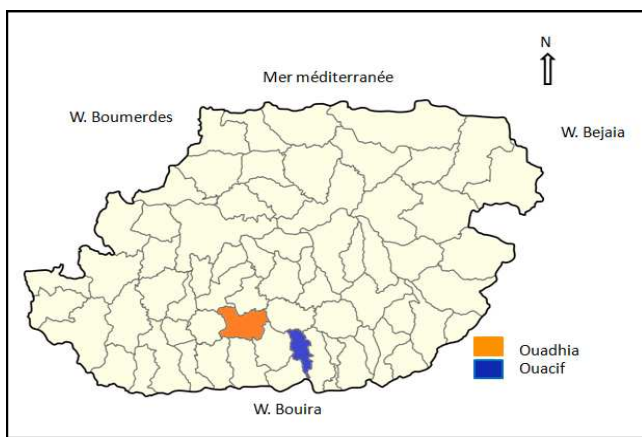 N
Mer méditerranée
W. Boumerdes
W. Bejaia
Ouadhia
Ouacif
W. Bouira